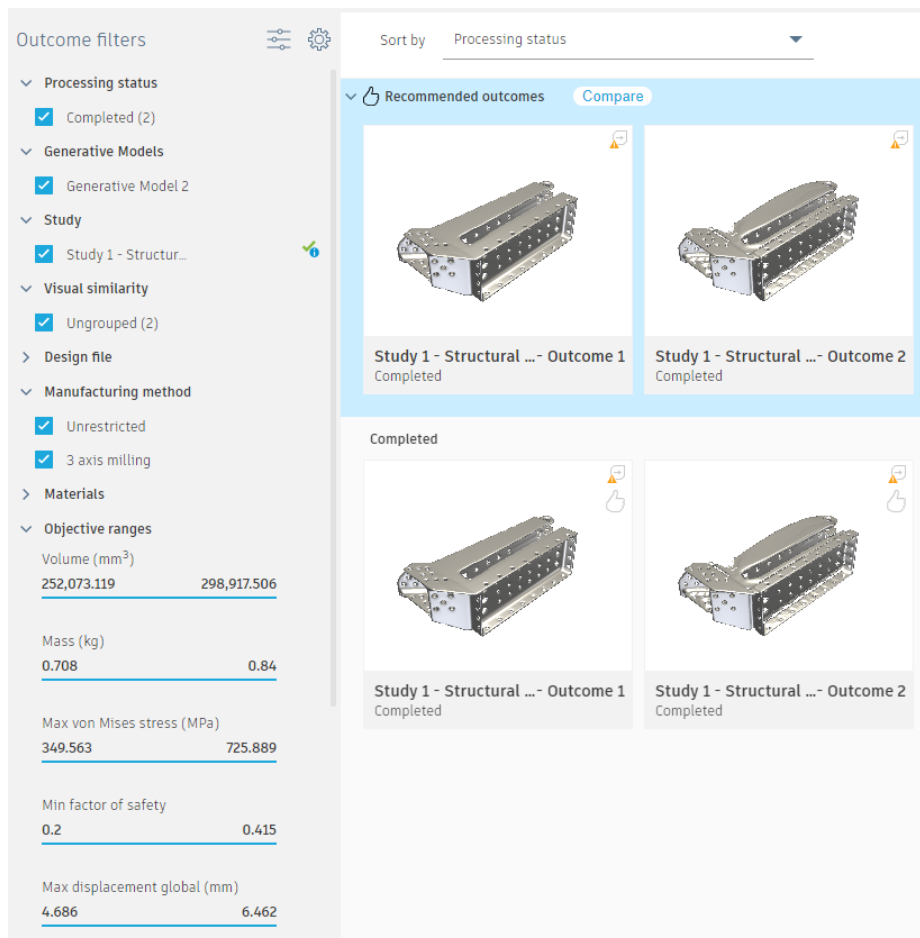 Outcome filters
Processing status
Completed (2)
Generative Models
Generative Model 2
Study
Study 1 - Structur...
Visual similarity
Ungrouped (2)
Design file
Manufacturing method
Unrestricted
3 axis milling
Materials
Objective ranges
Volume (mm³)
252,073.119 298,917.506
Mass (kg)
0.708 0.84
Max von Mises stress (MPa)
349.563 725.889
Min factor of safety
0.2 0.415
Max displacement global (mm)
4.686 6.462
Sort by Processing status
Recommended outcomes Compare
Study 1 - Structural ...- Outcome 1
Completed
Study 1 - Structural ...- Outcome 2
Completed
Completed
Study 1 - Structural ...- Outcome 1
Completed
Study 1 - Structural ...- Outcome 2
Completed